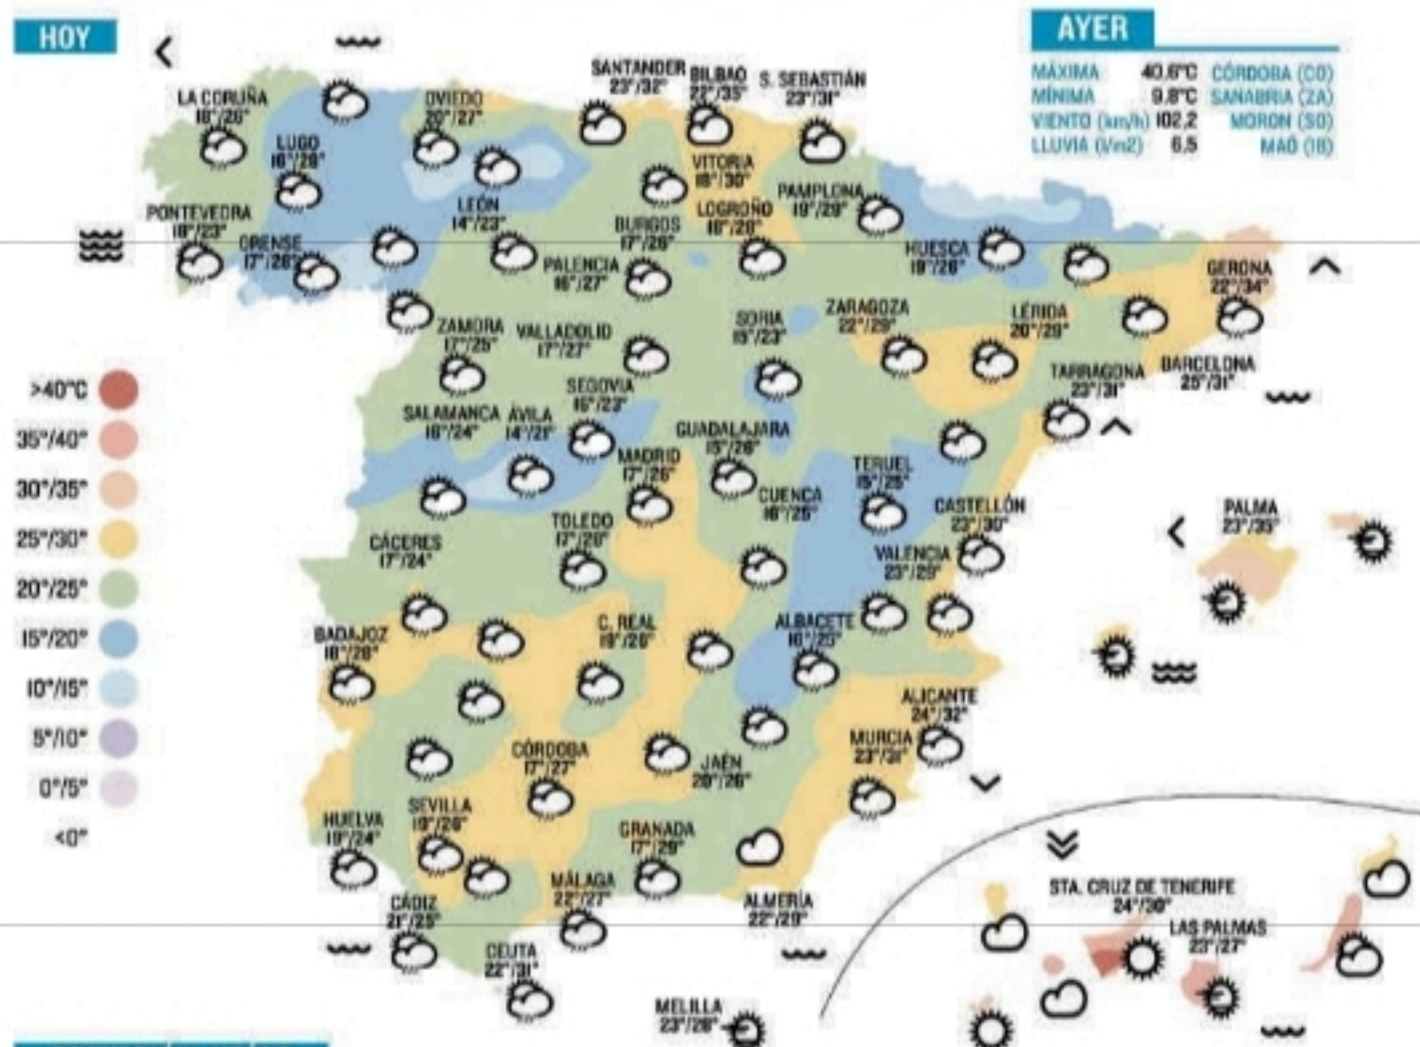 HOY
AYER
MÁXIMA 40,6°C CÓRDOBA (CO)
MÍNIMA 9,8°C SANABRIA (ZA)
VIENTO (km/h) 102,2 MORON (SO)
LLUVIA (l/m2) 6,5 MAÓ (IB)
SANTANDER
23°/32°
BILBAO
22°/35°
S. SEBASTIÁN
23°/31°
LA CORUÑA
18°/26°
OVIEDO
20°/27°
LUGO
16°/28°
VITORIA
18°/30°
PAMPLONA
19°/29°
LEÓN
14°/23°
LOGROÑO
18°/28°
PONTEVEDRA
18°/23°
BURGOS
17°/26°
ORENSE
17°/26°
HUESCA
19°/26°
PALENCIA
16°/27°
GERONA
22°/34°
ZAMORA
17°/25°
VALLADOLID
17°/27°
SORIA
15°/23°
ZARAGOZA
22°/29°
LÉRIDA
20°/29°
BARCELONA
25°/31°
TARRAGONA
23°/31°
>40°C
SEGOVIA
16°/23°
SALAMANCA
16°/24°
ÁVILA
14°/21°
35°/40°
GUADALAJARA
15°/26°
MADRID
17°/26°
TERUEL
15°/25°
30°/35°
CUENCA
16°/25°
CASTELLÓN
23°/30°
PALMA
23°/35°
TOLEDO
17°/28°
25°/30°
CÁCERES
17°/24°
VALENCIA
23°/29°
20°/25°
C. REAL
18°/26°
ALBACETE
16°/25°
BADAJOZ
18°/28°
15°/20°
10°/15°
ALICANTE
24°/32°
5°/10°
CÓRDOBA
17°/27°
JAÉN
20°/26°
MURCIA
23°/31°
0°/5°
<0°
HUELVA
19°/24°
SEVILLA
19°/26°
GRANADA
17°/29°
MÁLAGA
22°/27°
CÁDIZ
21°/25°
ALMERÍA
22°/29°
STA. CRUZ DE TENERIFE
24°/30°
LAS PALMAS
23°/27°
CEUTA
22°/31°
MELILLA
23°/28°